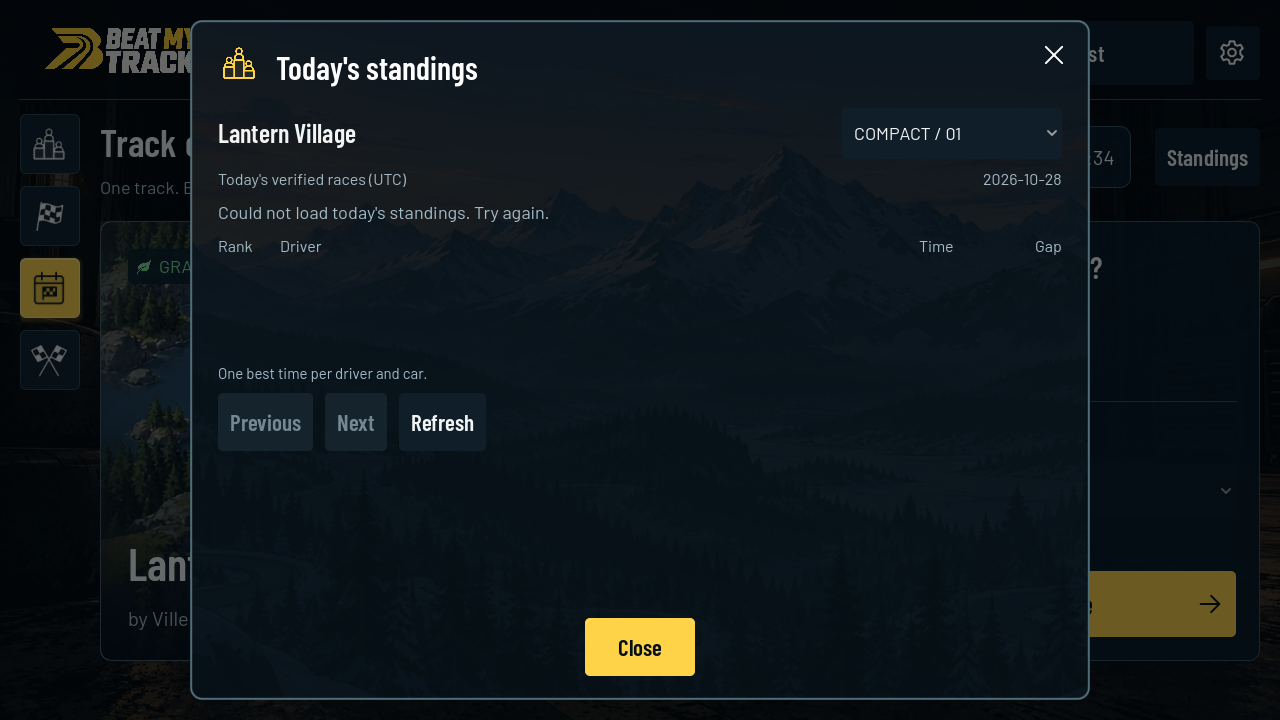 BEAT MY
TRACK
Today's standings
st
Track
One track.
:34
Standings
Lantern Village
COMPACT / 01
Today's verified races (UTC)
2026-10-28
Could not load today's standings. Try again.
Rank Driver Time Gap
GRA
?
One best time per driver and car.
Previous
Next
Refresh
Lant
by Ville
Close